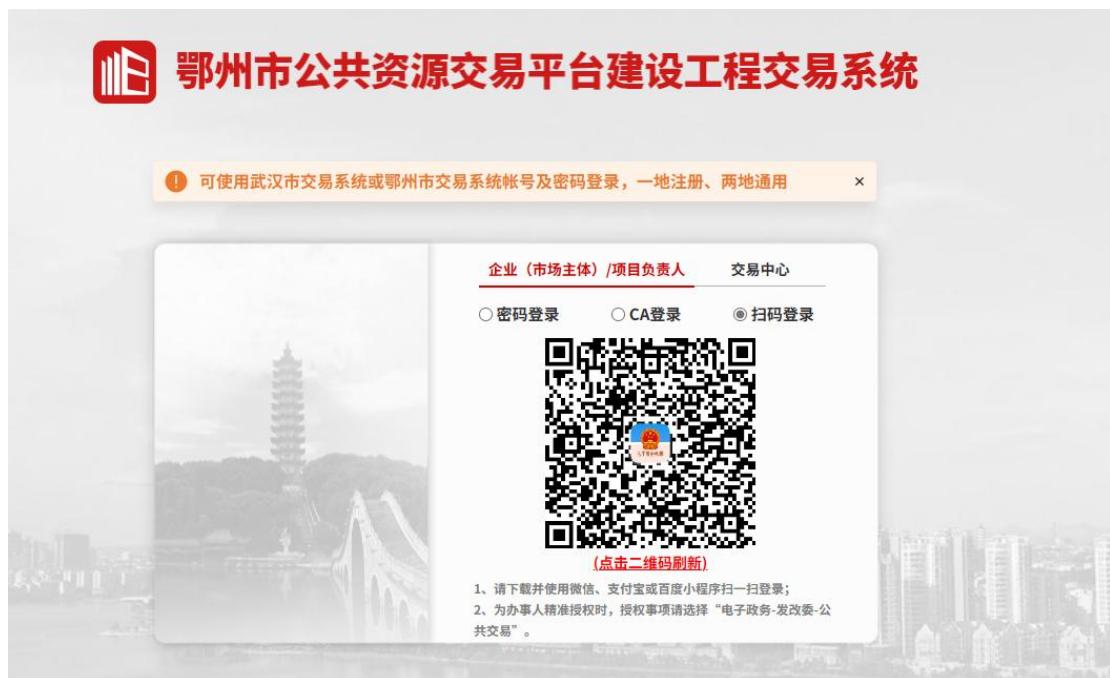 鄂州市公共资源交易平台建设工程交易系统
可使用武汉市交易系统或鄂州市交易系统帐号及密码登录，一地注册、两地通用 ×
企业（市场主体）/项目负责人 交易中心
密码登录 CA登录 扫码登录
(点击二维码刷新)
1、请下载并使用微信、支付宝或百度小程序扫一扫登录；
2、为办事人精准授权时，授权事项请选择“电子政务-发改委-公
共交易”。